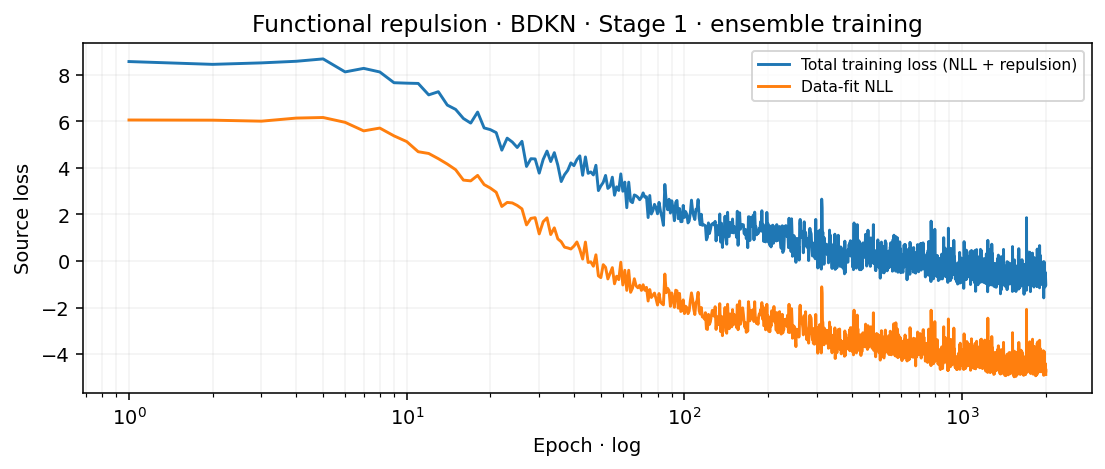 Functional repulsion · BDKN · Stage 1 · ensemble training
Total training loss (NLL + repulsion)
Data-fit NLL
Source loss
8
6
4
2
0
−2
−4
10⁰
10¹
10²
10³
Epoch · log